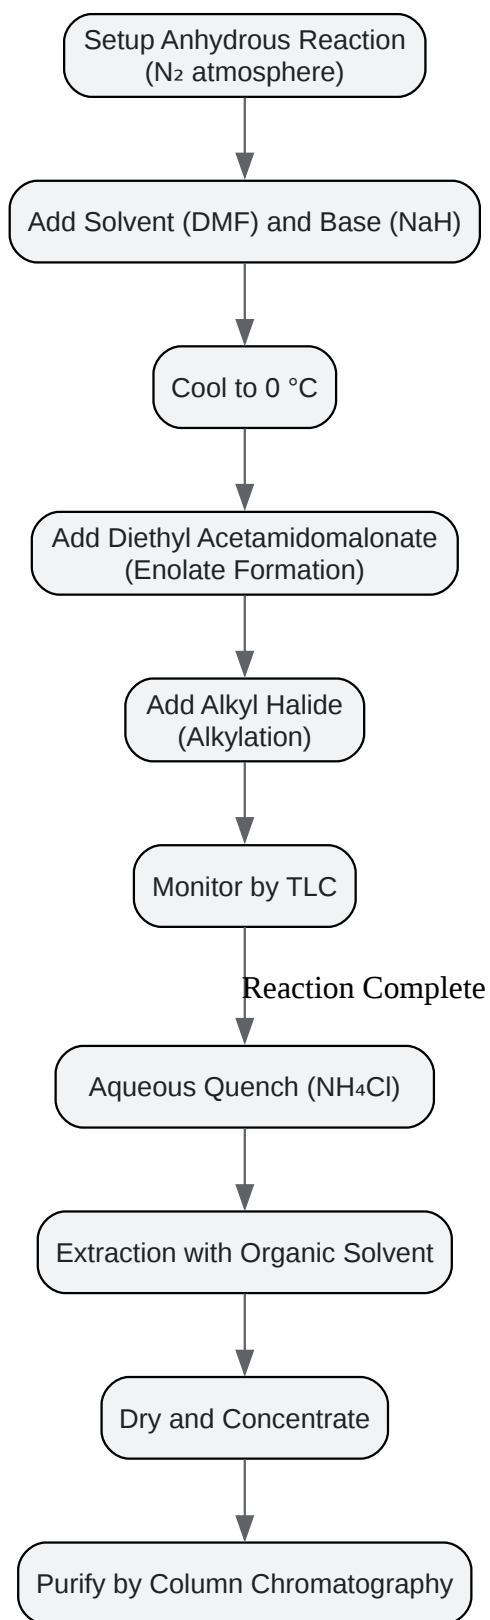 Setup Anhydrous Reaction
(N₂ atmosphere)
Add Solvent (DMF) and Base (NaH)
Cool to 0 °C
Add Diethyl Acetamidomalonate
(Enolate Formation)
Add Alkyl Halide
(Alkylation)
Monitor by TLC
Reaction Complete
Aqueous Quench (NH₄Cl)
Extraction with Organic Solvent
Dry and Concentrate
Purify by Column Chromatography